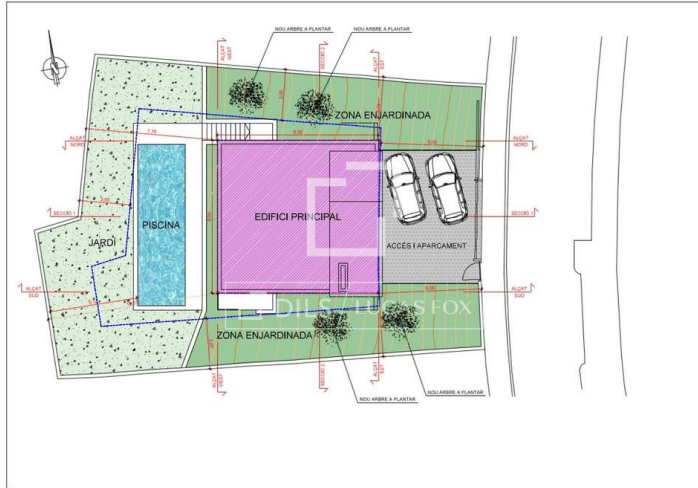 NOU ARBRE A PLANTAR
NOU ARBRE A PLANTAR
ALÇAT
OEST
SECCIÓ 2
ALÇAT
EST
ZONA ENJARDINADA
ALÇAT
NORD
ALÇAT
NORD
SECCIÓ 1
PISCINA
EDIFICI PRINCIPAL
SECCIÓ 1
JARDÍ
ACCÉS I APARCAMENT
ALÇAT
SUD
ALÇAT
SUD
DILS / LUCAS FOX
ZONA ENJARDINADA
ALÇAT
OEST
SECCIÓ 2
ALÇAT
EST
NOU ARBRE A PLANTAR
NOU ARBRE A PLANTAR